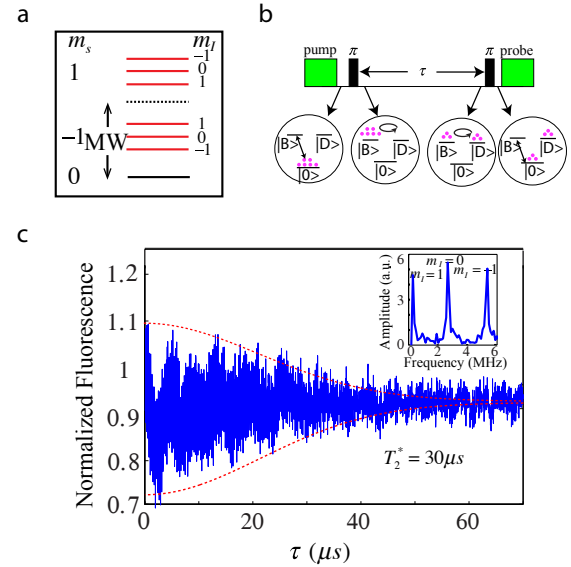 a
m_s
m_I
1
−1
0
1
−1
MW
1
0
−1
0
b
pump
π
τ
π
probe
|B>
|D>
|0>
|B>
|D>
|0>
|B>
|D>
|0>
|B>
|D>
|0>
c
Normalized Fluorescence
1.2
1.1
1
0.9
0.8
0.7
0
20
40
60
τ (μs)
T₂* = 30μs
Amplitude (a.u.)
6
4
2
0
m_I = 0
m_I = 1
m_I = −1
0
2
4
6
Frequency (MHz)